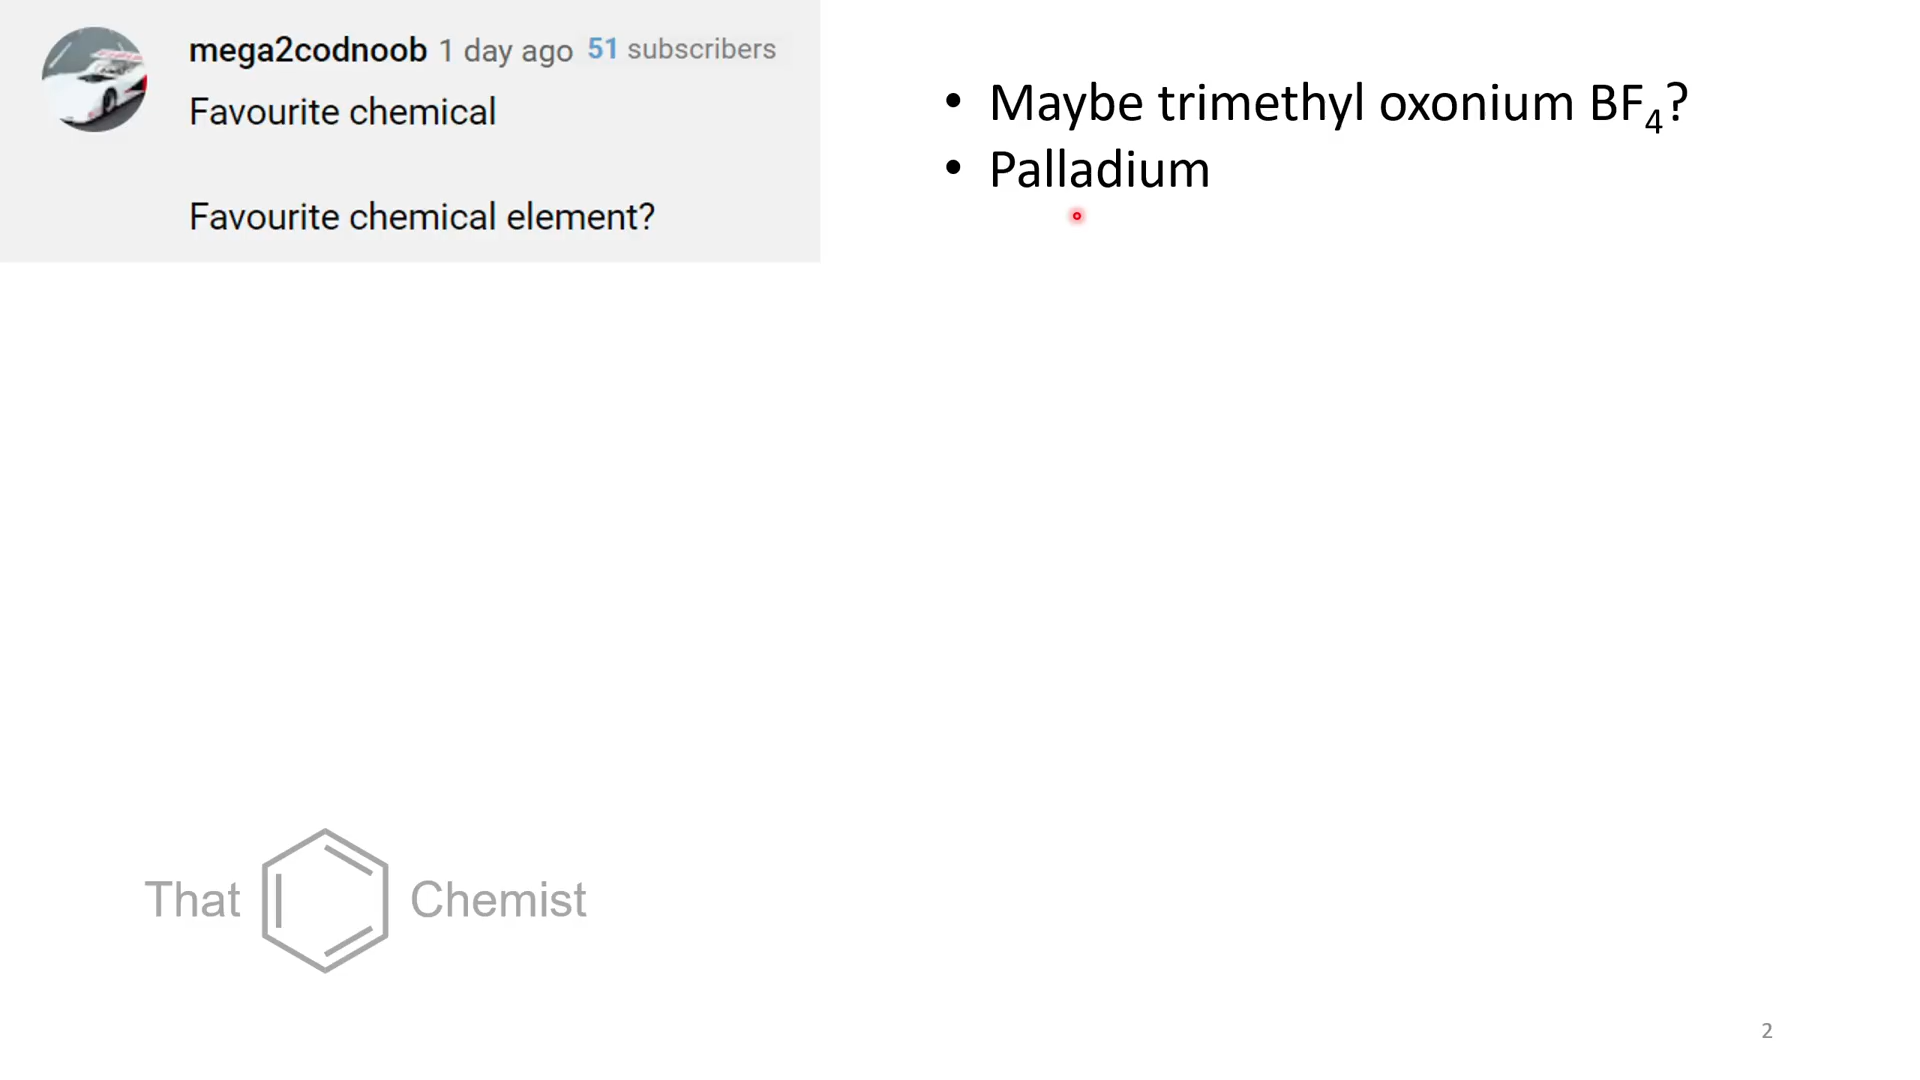 mega2codnoob 1 day ago 51 subscribers
Favourite chemical
Favourite chemical element?
• Maybe trimethyl oxonium BF₄?
• Palladium
That Chemist
2